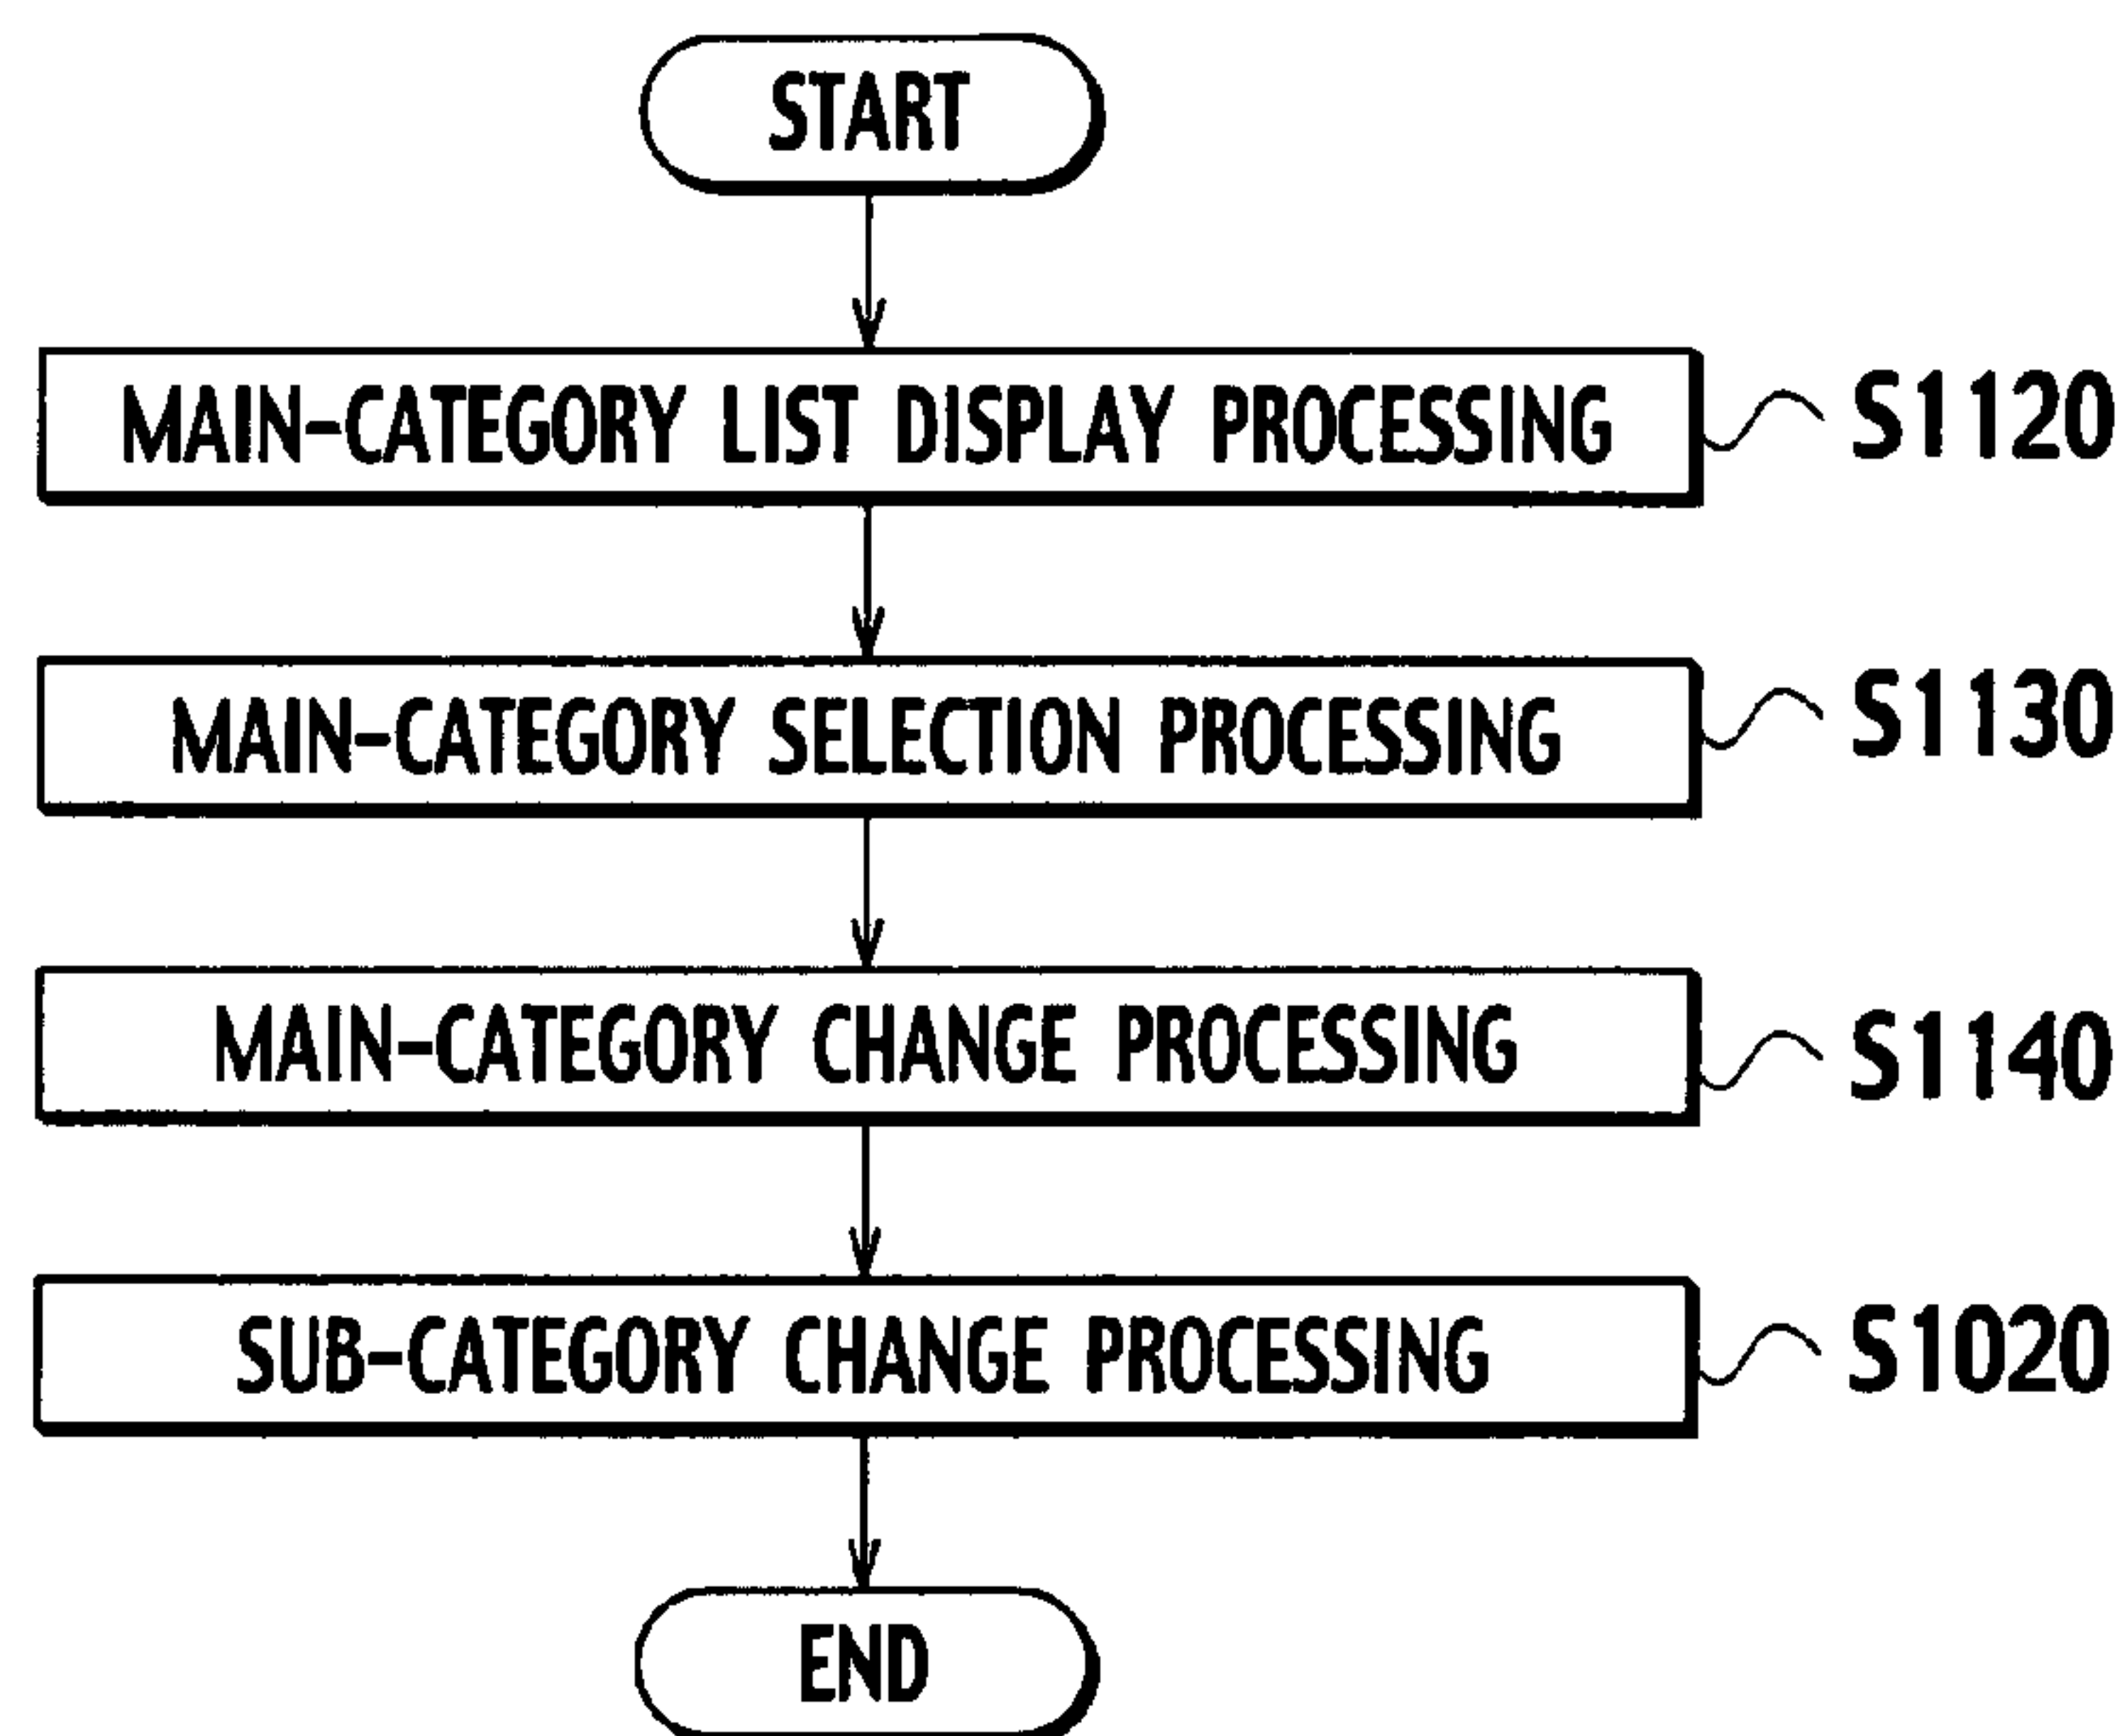 START
MAIN-CATEGORY LIST DISPLAY PROCESSING S1120
MAIN-CATEGORY SELECTION PROCESSING S1130
MAIN-CATEGORY CHANGE PROCESSING S1140
SUB-CATEGORY CHANGE PROCESSING S1020
END